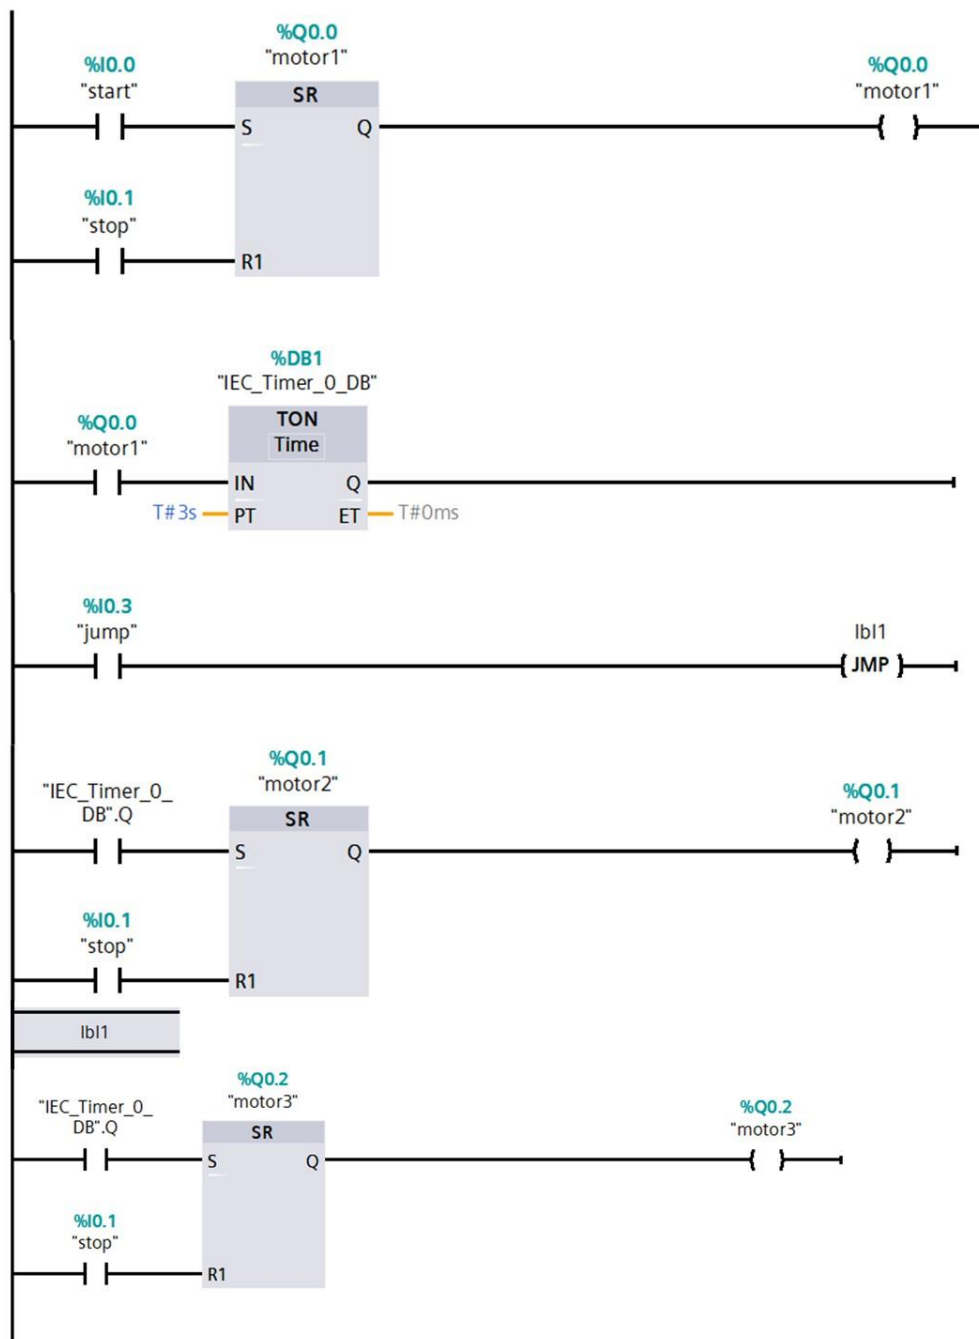 %Q0.0
"motor1"
%I0.0
"start"
SR
%Q0.0
"motor1"
S Q
%I0.1
"stop"
R1
%DB1
"IEC_Timer_0_DB"
%Q0.0
"motor1"
TON
Time
IN Q
T#3s PT ET T#0ms
%I0.3
"jump"
lbl1
JMP
%Q0.1
"motor2"
"IEC_Timer_0_
DB".Q
SR
%Q0.1
"motor2"
S Q
%I0.1
"stop"
R1
lbl1
%Q0.2
"motor3"
"IEC_Timer_0_
DB".Q
SR
%Q0.2
"motor3"
S Q
%I0.1
"stop"
R1